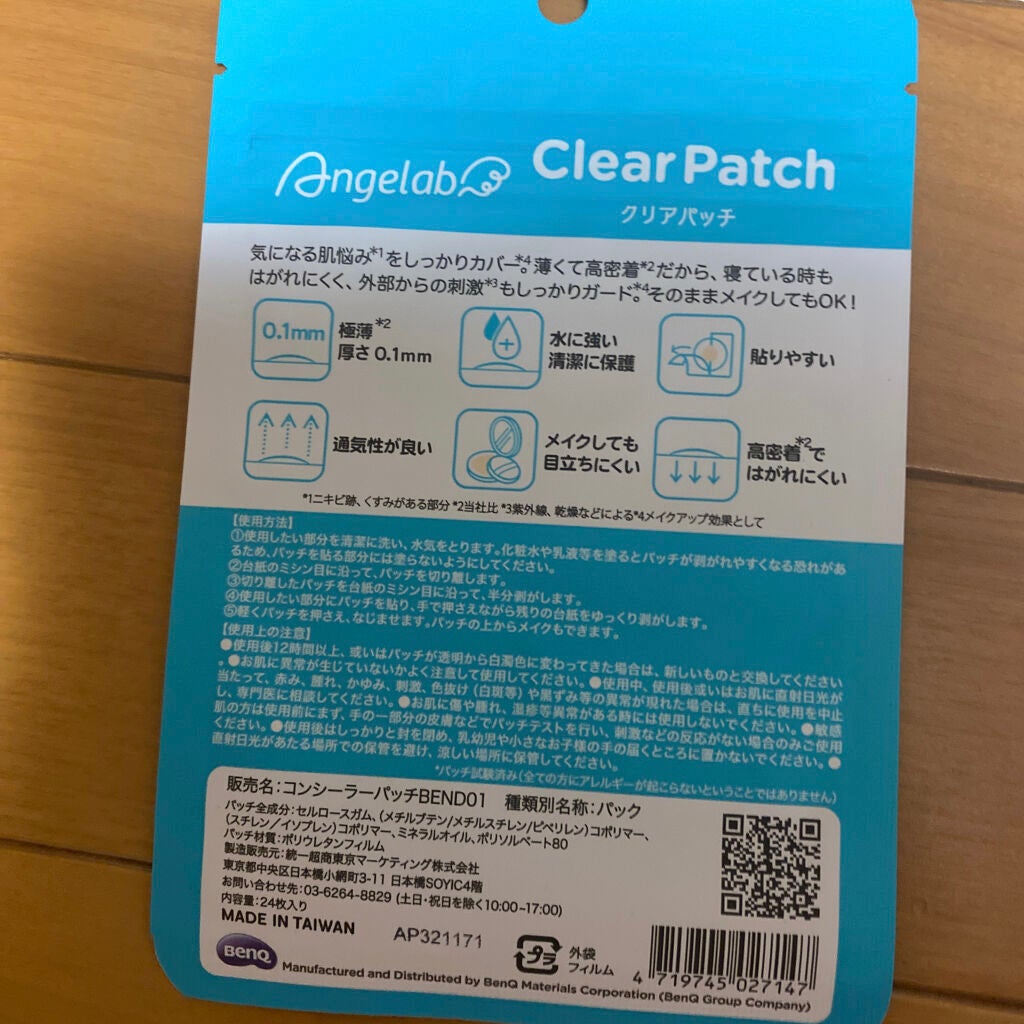 Angelab Clear Patch
クリアパッチ
気になる肌悩み*1をしっかりカバー*4。薄くて高密着*2だから、寝ている時も
はがれにくく、外部からの刺激*3もしっかりガード。*4そのままメイクしてもOK!
0.1mm 極薄*2
厚さ0.1mm
水に強い
清潔に保護
貼りやすい
通気性が良い
メイクしても
目立ちにくい
高密着*2で
はがれにくい
*1ニキビ跡、くすみがある部分 *2当社比 *3紫外線、乾燥などによる*4メイクアップ効果として
【使用方法】
①使用したい部分を清潔に洗い、水気をとります。化粧水や乳液等を塗るとパッチが剥がれやすくなる恐れがあ
るため、パッチを貼る部分には塗らないようにしてください。
②台紙のミシン目に沿って、パッチを切り離します。
③切り離したパッチを台紙のミシン目に沿って、半分剥がします。
④使用したい部分にパッチを貼り、手で押さえながら残りの台紙をゆっくり剥がします。
⑤軽くパッチを押さえ、なじませます。パッチの上からメイクもできます。
【使用上の注意】
●使用後12時間以上、或いはパッチが透明から白濁色に変わってきた場合は、新しいものと交換してください
。●お肌に異常が生じていないかよく注意して使用してください。●使用中、使用後或いはお肌に直射日光が
当たって、赤み、腫れ、かゆみ、刺激、色抜け(白斑等)や黒ずみ等の異常が現れた場合は、直ちに使用を中止
し、専門医に相談してください。●お肌に傷や腫れ、湿疹等異常がある時には使用しないでください。●敏感
肌の方は使用前にまず、手の一部分の皮膚などでパッチテストを行い、刺激などの反応がない場合のみご使用
ください。●使用後はしっかりと封を閉め、乳幼児や小さなお子様の手の届くところに置かないでください。●
直射日光があたる場所での保管を避け、涼しい場所に保管してください。
*パッチ試験済み(全ての方にアレルギーが起こらないということではありません)
販売名:コンシーラーパッチBEND01 種類別名称:パック
パッチ全成分:セルロースガム、(メチルブテン/メチルスチレン/ピペリレン)コポリマー、
(スチレン/イソプレン)コポリマー、ミネラルオイル、ポリソルベート80
パッチ材質:ポリウレタンフィルム
製造販売元:統一超商東京マーケティング株式会社
東京都中央区日本橋小網町3-11 日本橋SOYIC4階
お問い合わせ先:03-6264-8829 (土日・祝日を除く10:00-17:00)
内容量:24枚入り
MADE IN TAIWAN
AP321171
プラ
外袋
フィルム
4 719745 027147
BenQ
Manufactured and Distributed by BenQ Materials Corporation (BenQ Group Company)